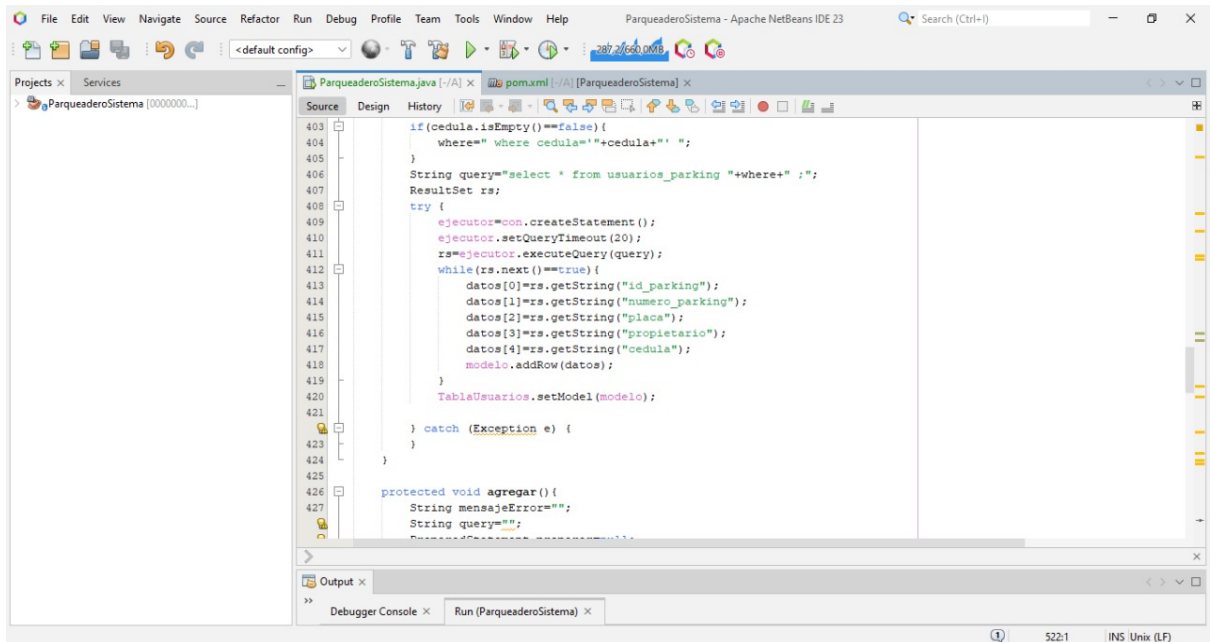 File Edit View Navigate Source Refactor Run Debug Profile Team Tools Window Help ParqueaderoSistema - Apache NetBeans IDE 23 Search (Ctrl+I)
<default config> 287.2/660.0MB
Projects Services
ParqueaderoSistema.java [-/A] pom.xml [-/A] [ParqueaderoSistema]
ParqueaderoSistema [0000000...]
Source Design History
403 if(cedula.isEmpty()==false){
404 where=" where cedula='"+cedula+"' ";
405 }
406 String query="select * from usuarios_parking "+where+" ;";
407 ResultSet rs;
408 try {
409 ejecutor=con.createStatement();
410 ejecutor.setQueryTimeout(20);
411 rs=ejecutor.executeQuery(query);
412 while(rs.next()==true){
413 datos[0]=rs.getString("id_parking");
414 datos[1]=rs.getString("numero_parking");
415 datos[2]=rs.getString("placa");
416 datos[3]=rs.getString("propietario");
417 datos[4]=rs.getString("cedula");
418 modelo.addRow(datos);
419 }
420 TablaUsuarios.setModel(modelo);
421
} catch (Exception e) {
423 }
424 }
425
426 protected void agregar(){
427 String mensajeError="";
String query="";
Output
Debugger Console Run (ParqueaderoSistema)
1 522:1 INS Unix (LF)